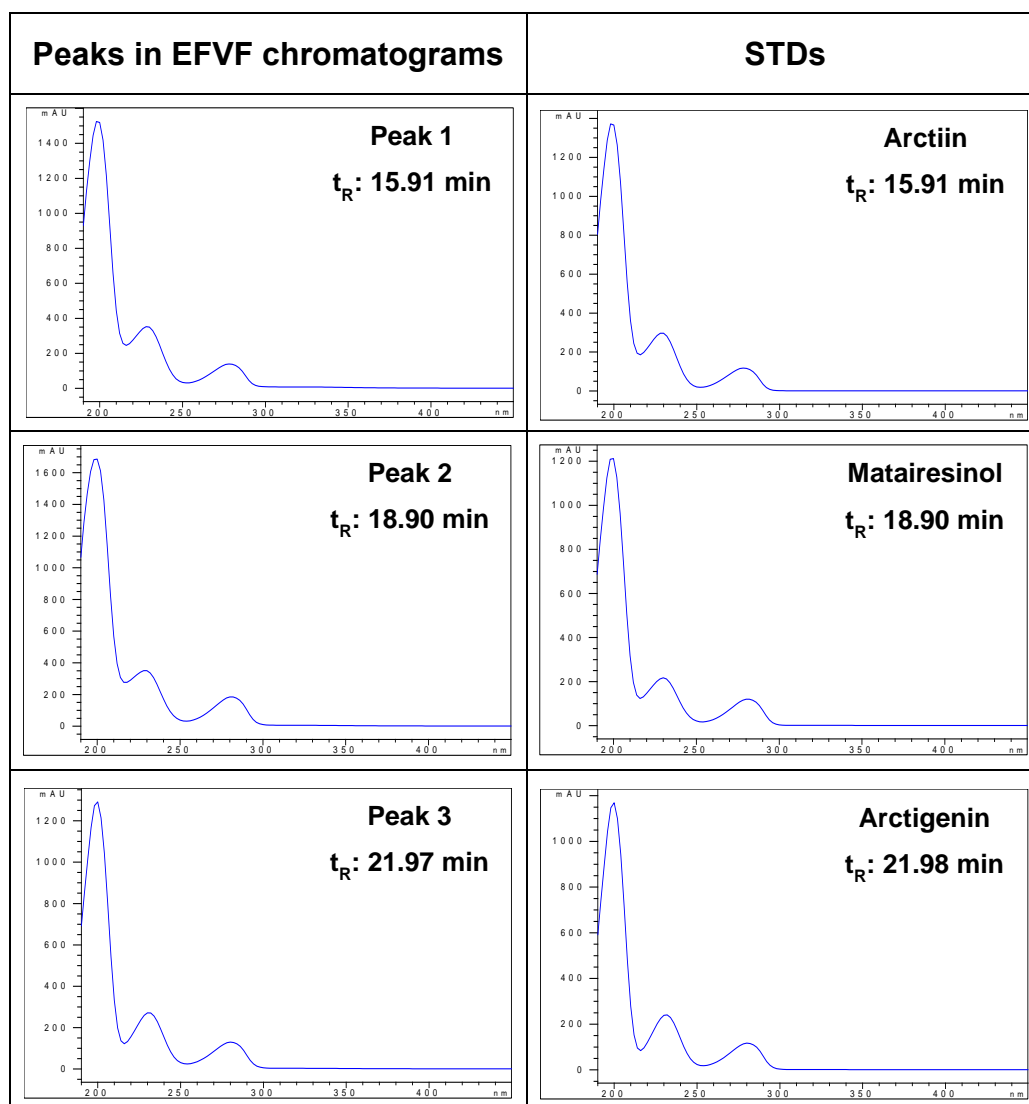 Peaks in EFVF chromatograms
STDs
mAU
Peak 1
tR: 15.91 min
1400
1200
1000
800
600
400
200
0
200 250 300 350 400 nm
mAU
Arctiin
tR: 15.91 min
1200
1000
800
600
400
200
0
200 250 300 350 400 nm
mAU
Peak 2
tR: 18.90 min
1600
1400
1200
1000
800
600
400
200
0
200 250 300 350 400 nm
mAU
Matairesinol
tR: 18.90 min
1200
1000
800
600
400
200
0
200 250 300 350 400 nm
mAU
Peak 3
tR: 21.97 min
1200
1000
800
600
400
200
0
200 250 300 350 400 nm
mAU
Arctigenin
tR: 21.98 min
1200
1000
800
600
400
200
0
200 250 300 350 400 nm